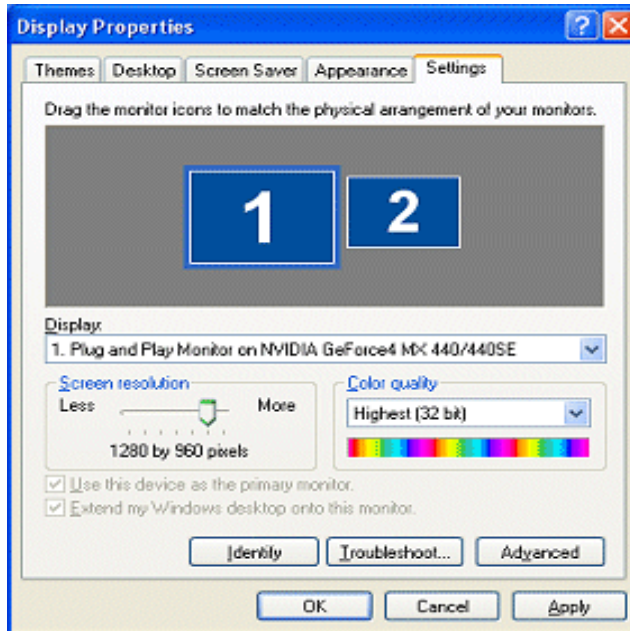 Display Properties
Themes Desktop Screen Saver Appearance Settings
Drag the monitor icons to match the physical arrangement of your monitors.
1 2
Display:
1. Plug and Play Monitor on NVIDIA GeForce4 MX 440/440SE
Screen resolution Color quality
Less More Highest (32 bit)
1280 by 960 pixels
Use this device as the primary monitor.
Extend my Windows desktop onto this monitor.
Identify Troubleshoot... Advanced
OK Cancel Apply